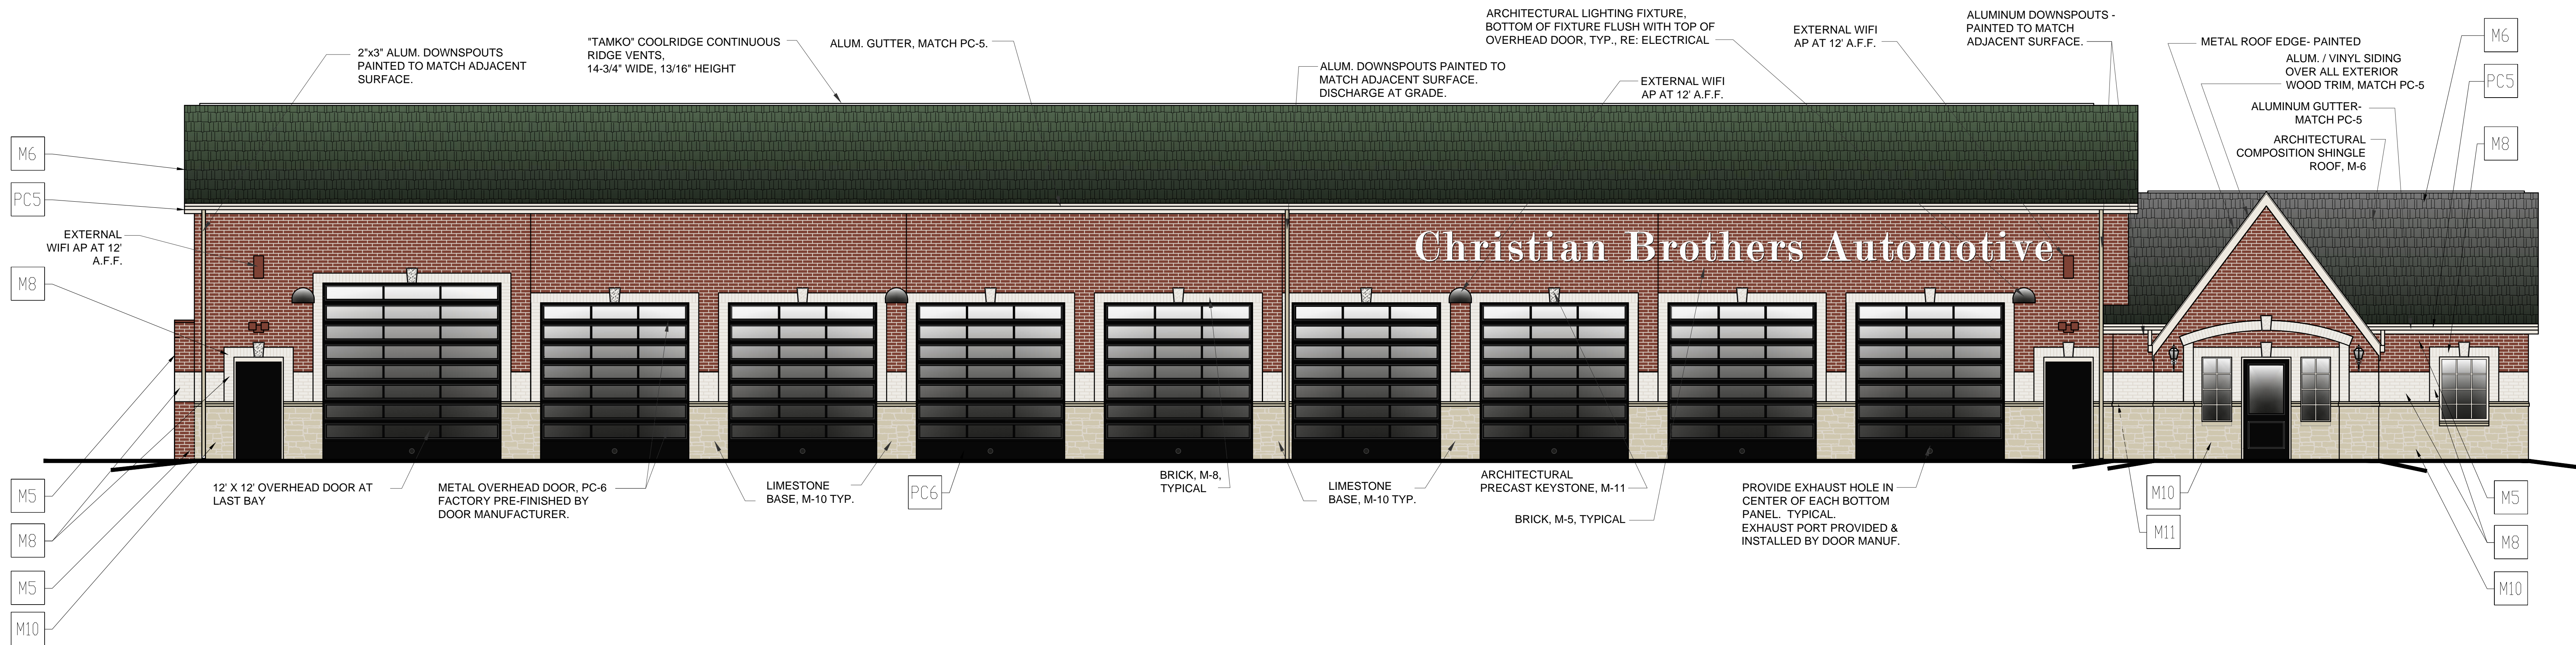 2"x3" ALUM. DOWNSPOUTS
PAINTED TO MATCH ADJACENT
SURFACE.
"TAMKO" COOLRIDGE CONTINUOUS
RIDGE VENTS,
14-3/4" WIDE, 13/16" HEIGHT
ALUM. GUTTER, MATCH PC-5.
ALUM. DOWNSPOUTS PAINTED TO
MATCH ADJACENT SURFACE.
DISCHARGE AT GRADE.
ARCHITECTURAL LIGHTING FIXTURE,
BOTTOM OF FIXTURE FLUSH WITH TOP OF
OVERHEAD DOOR, TYP., RE: ELECTRICAL
EXTERNAL WIFI
AP AT 12' A.F.F.
EXTERNAL WIFI
AP AT 12' A.F.F.
ALUMINUM DOWNSPOUTS -
PAINTED TO MATCH
ADJACENT SURFACE.
METAL ROOF EDGE- PAINTED
ALUM. / VINYL SIDING
OVER ALL EXTERIOR
WOOD TRIM, MATCH PC-5
ALUMINUM GUTTER-
MATCH PC-5
ARCHITECTURAL
COMPOSITION SHINGLE
ROOF, M-6
M6
PC5
M8
M6
PC5
EXTERNAL
WIFI AP AT 12'
A.F.F.
M8
Christian Brothers Automotive
M5
M8
M5
M10
12' X 12' OVERHEAD DOOR AT
LAST BAY
METAL OVERHEAD DOOR, PC-6
FACTORY PRE-FINISHED BY
DOOR MANUFACTURER.
LIMESTONE
BASE, M-10 TYP.
PC6
BRICK, M-8,
TYPICAL
LIMESTONE
BASE, M-10 TYP.
ARCHITECTURAL
PRECAST KEYSTONE, M-11
BRICK, M-5, TYPICAL
PROVIDE EXHAUST HOLE IN
CENTER OF EACH BOTTOM
PANEL. TYPICAL.
EXHAUST PORT PROVIDED &
INSTALLED BY DOOR MANUF.
M10
M11
M5
M8
M10